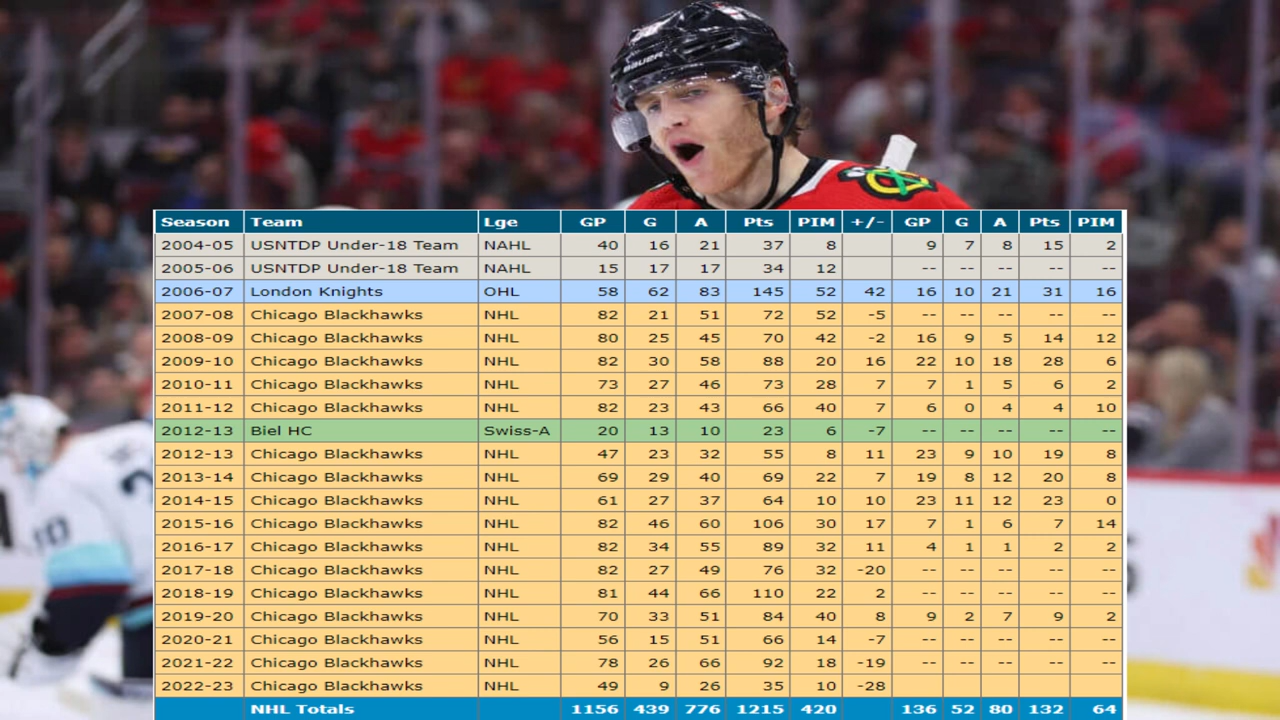 BAUER
Season Team Lge GP G A Pts PIM +/- GP G A Pts PIM
2004-05 USNTDP Under-18 Team NAHL 40 16 21 37 8 9 7 8 15 2
2005-06 USNTDP Under-18 Team NAHL 15 17 17 34 12 -- -- -- -- --
2006-07 London Knights OHL 58 62 83 145 52 42 16 10 21 31 16
2007-08 Chicago Blackhawks NHL 82 21 51 72 52 -5 -- -- -- -- --
2008-09 Chicago Blackhawks NHL 80 25 45 70 42 -2 16 9 5 14 12
2009-10 Chicago Blackhawks NHL 82 30 58 88 20 16 22 10 18 28 6
2010-11 Chicago Blackhawks NHL 73 27 46 73 28 7 7 1 5 6 2
2011-12 Chicago Blackhawks NHL 82 23 43 66 40 7 6 0 4 4 10
2012-13 Biel HC Swiss-A 20 13 10 23 6 -7 -- -- -- -- --
2012-13 Chicago Blackhawks NHL 47 23 32 55 8 11 23 9 10 19 8
2013-14 Chicago Blackhawks NHL 69 29 40 69 22 7 19 8 12 20 8
2014-15 Chicago Blackhawks NHL 61 27 37 64 10 10 23 11 12 23 0
2015-16 Chicago Blackhawks NHL 82 46 60 106 30 17 7 1 6 7 14
2016-17 Chicago Blackhawks NHL 82 34 55 89 32 11 4 1 1 2 2
2017-18 Chicago Blackhawks NHL 82 27 49 76 32 -20 -- -- -- -- --
2018-19 Chicago Blackhawks NHL 81 44 66 110 22 2 -- -- -- -- --
2019-20 Chicago Blackhawks NHL 70 33 51 84 40 8 9 2 7 9 2
2020-21 Chicago Blackhawks NHL 56 15 51 66 14 -7 -- -- -- -- --
2021-22 Chicago Blackhawks NHL 78 26 66 92 18 -19 -- -- -- -- --
2022-23 Chicago Blackhawks NHL 49 9 26 35 10 -28
NHL Totals 1156 439 776 1215 420 136 52 80 132 64